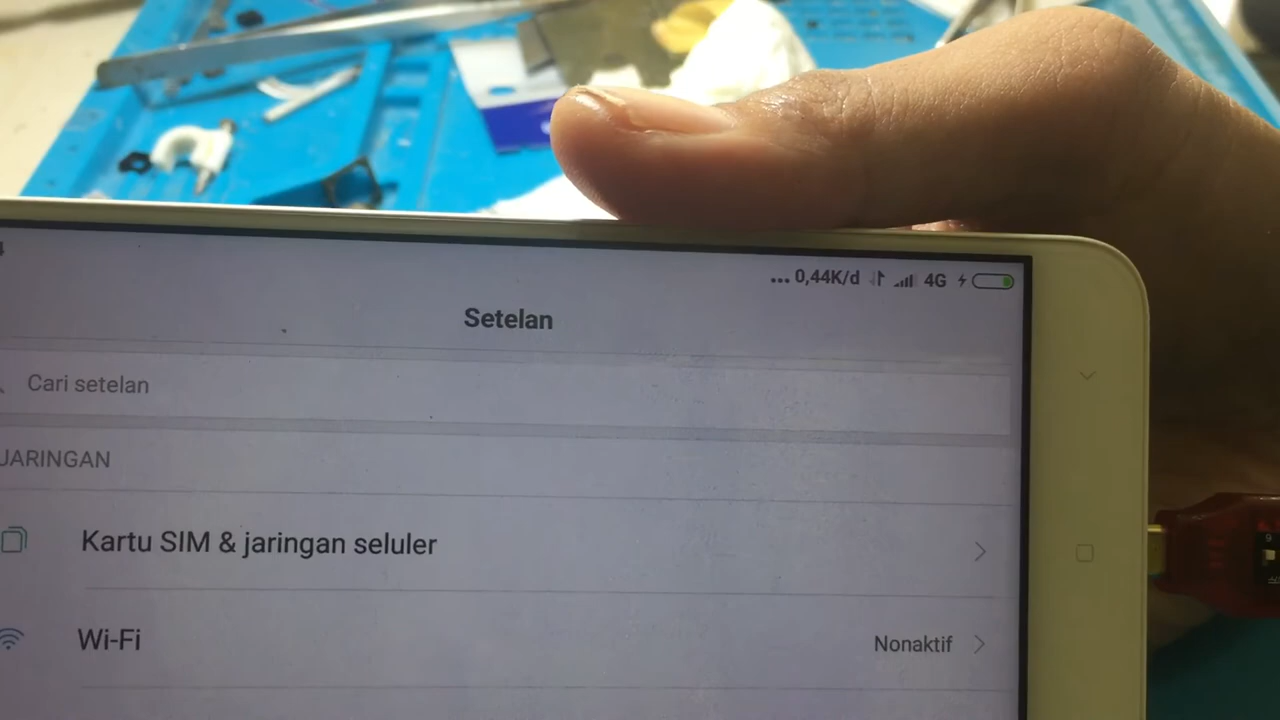 ... 0,44K/d 4G
Setelan
Cari setelan
JARINGAN
Kartu SIM & jaringan seluler
Wi-Fi
Nonaktif